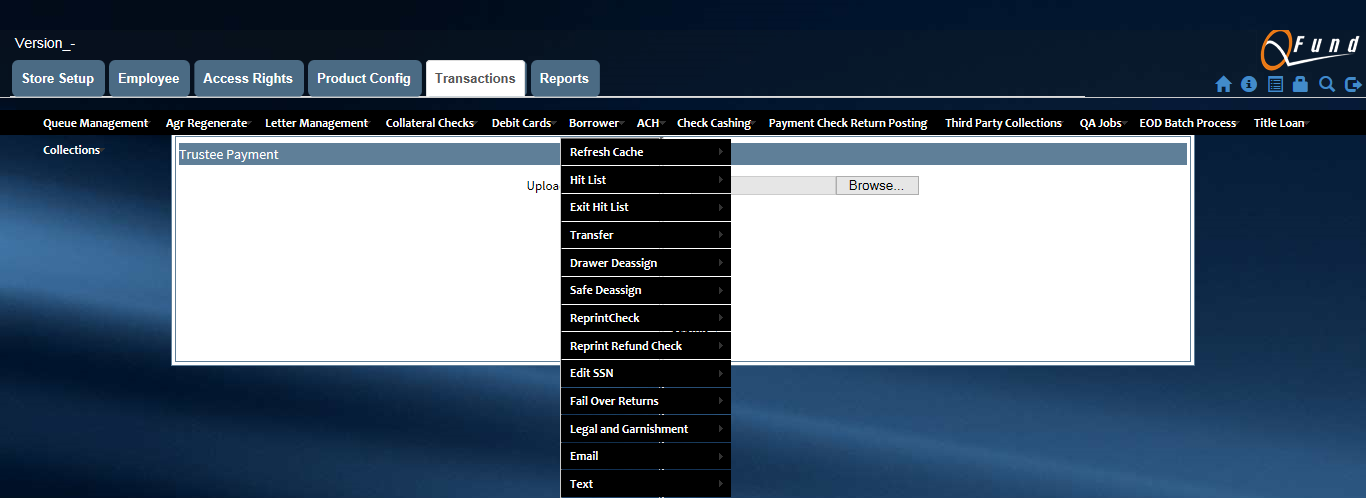 Version_-
Fund
Store Setup Employee Access Rights Product Config Transactions Reports
Queue Management Agr Regenerate Letter Management Collateral Checks Debit Cards Borrower ACH Check Cashing Payment Check Return Posting Third Party Collections QA Jobs EOD Batch Process Title Loan
Collections
Trustee Payment
Browse...
Refresh Cache
Hit List
Exit Hit List
Transfer
Drawer Deassign
Safe Deassign
ReprintCheck
Reprint Refund Check
Edit SSN
Fail Over Returns
Legal and Garnishment
Email
Text